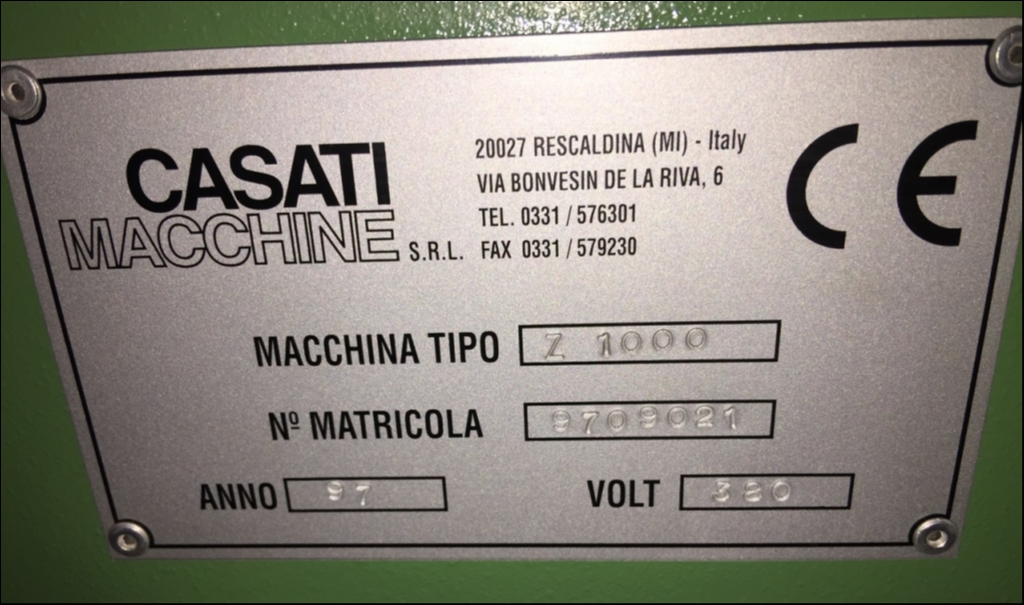 CASATI
MACCHINE S.R.L.
20027 RESCALDINA (MI) - Italy
VIA BONVESIN DE LA RIVA, 6
TEL. 0331 / 576301
FAX 0331 / 579230
CE
MACCHINA TIPO Z 1000
Nº MATRICOLA 9709021
ANNO 97 VOLT 380